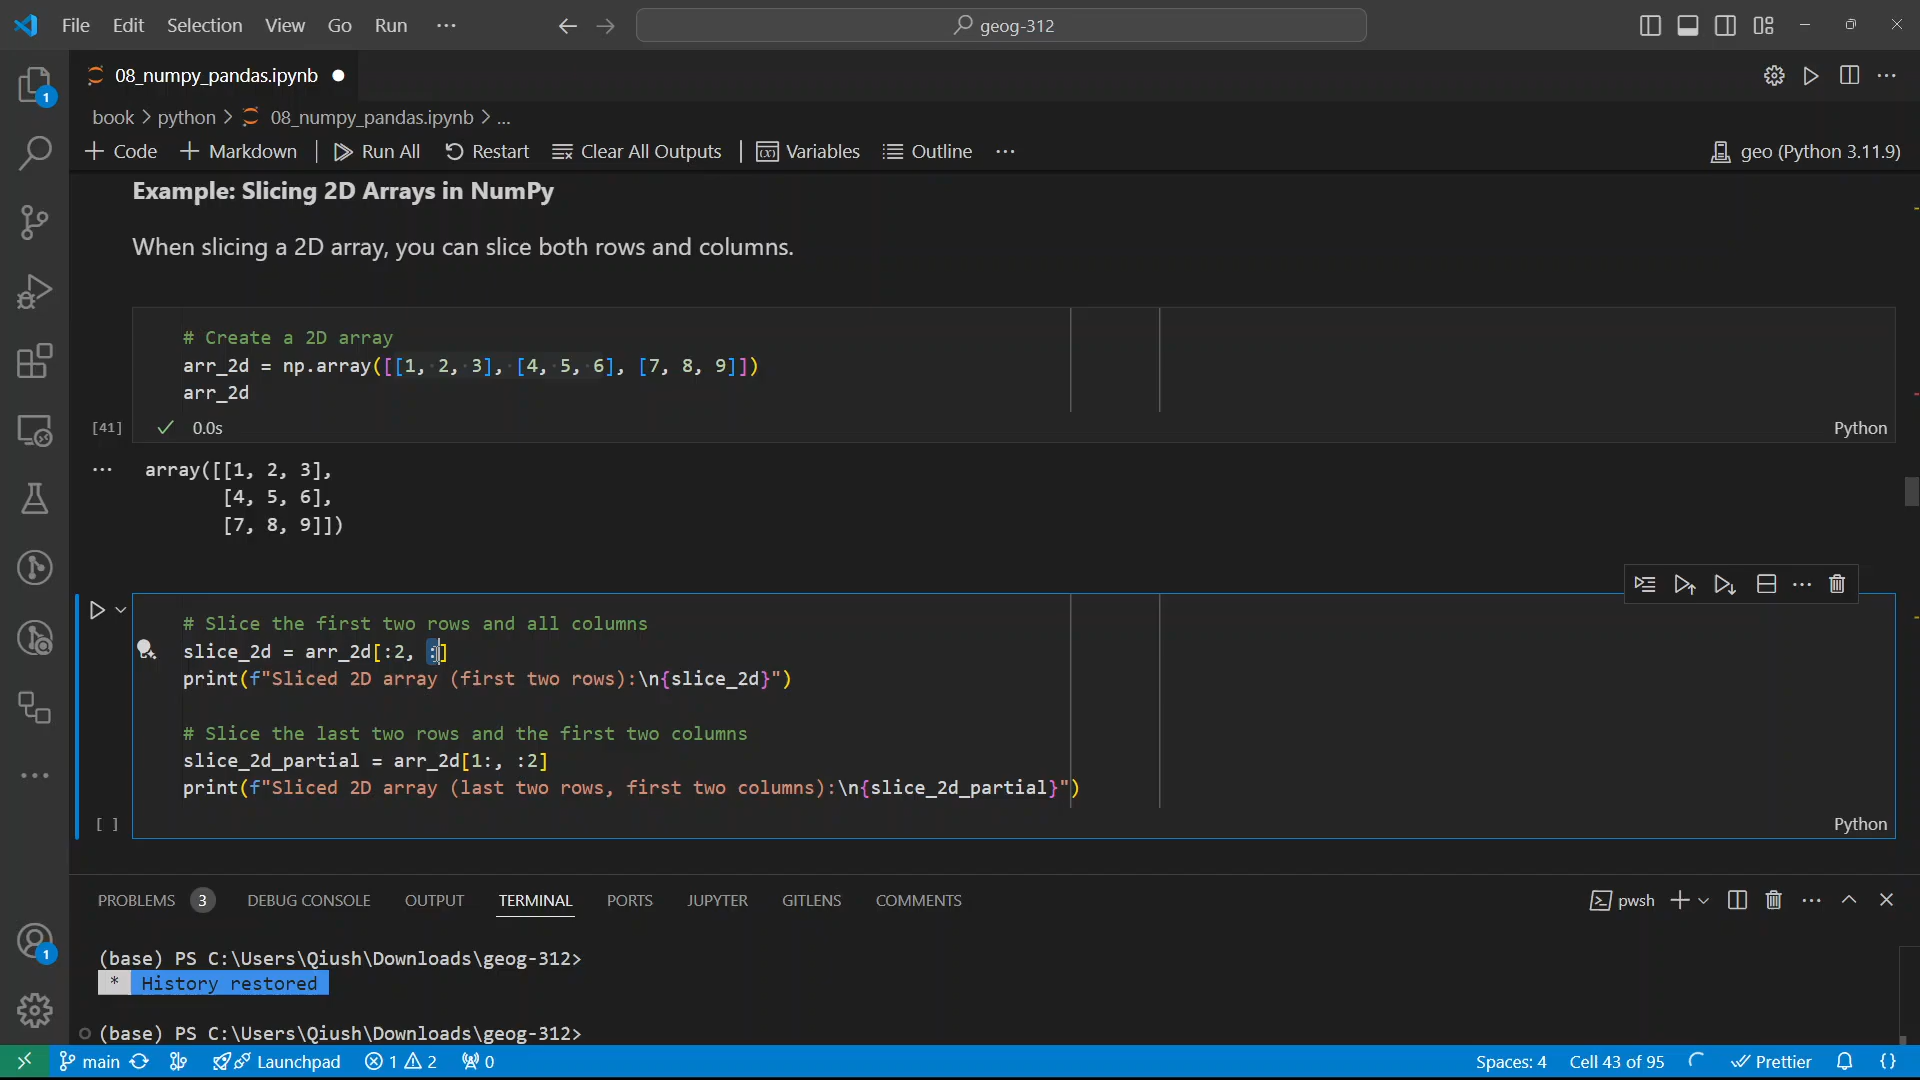 File Edit Selection View Go Run ···
geog-312
08_numpy_pandas.ipynb
book > python > 08_numpy_pandas.ipynb > ...
+ Code + Markdown Run All Restart Clear All Outputs Variables Outline ··· geo (Python 3.11.9)
Example: Slicing 2D Arrays in NumPy
When slicing a 2D array, you can slice both rows and columns.
# Create a 2D array
arr_2d = np.array([[1, 2, 3], [4, 5, 6], [7, 8, 9]])
arr_2d
[41] 0.0s Python
array([[1, 2, 3],
[4, 5, 6],
[7, 8, 9]])
# Slice the first two rows and all columns
slice_2d = arr_2d[:2, :]
print(f"Sliced 2D array (first two rows):\n{slice_2d}")
# Slice the last two rows and the first two columns
slice_2d_partial = arr_2d[1:, :2]
print(f"Sliced 2D array (last two rows, first two columns):\n{slice_2d_partial}")
[ ] Python
PROBLEMS 3 DEBUG CONSOLE OUTPUT TERMINAL PORTS JUPYTER GITLENS COMMENTS pwsh
(base) PS C:\Users\Qiush\Downloads\geog-312>
* History restored
(base) PS C:\Users\Qiush\Downloads\geog-312>
main Launchpad 1 2 0 Spaces: 4 Cell 43 of 95 Prettier {}
1
1